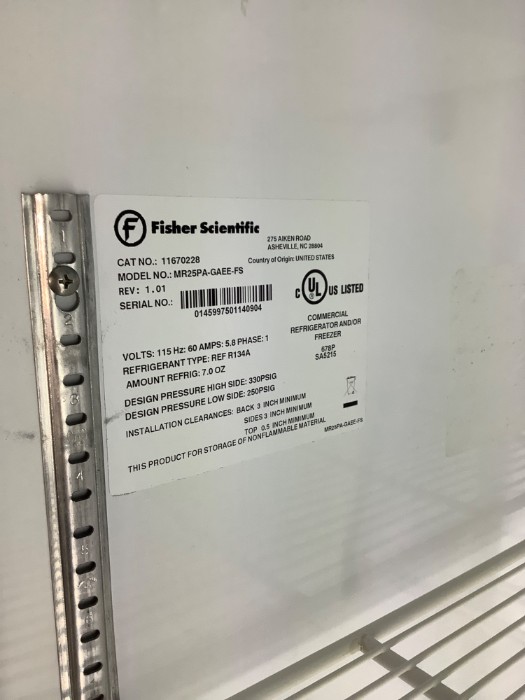 Fisher Scientific
275 AIKEN ROAD
ASHEVILLE, NC 28804
CAT NO.: 11670228
Country of Origin: UNITED STATES
MODEL NO.: MR25PA-GAEE-FS
REV: 1.01
SERIAL NO.:
0145997501140904
C UL US LISTED
COMMERCIAL
REFRIGERATOR AND/OR
FREEZER
678P
SA5215
VOLTS: 115 Hz: 60 AMPS: 5.8 PHASE: 1
REFRIGERANT TYPE: REF R134A
AMOUNT REFRIG: 7.0 OZ
DESIGN PRESSURE HIGH SIDE: 330PSIG
DESIGN PRESSURE LOW SIDE: 250PSIG
INSTALLATION CLEARANCES: BACK 3 INCH MINIMUM
SIDES 3 INCH MINIMUM
TOP 0.5 INCH MIMIMUM
THIS PRODUCT FOR STORAGE OF NONFLAMMABLE MATERIAL
MR25PA-GAEE-FS